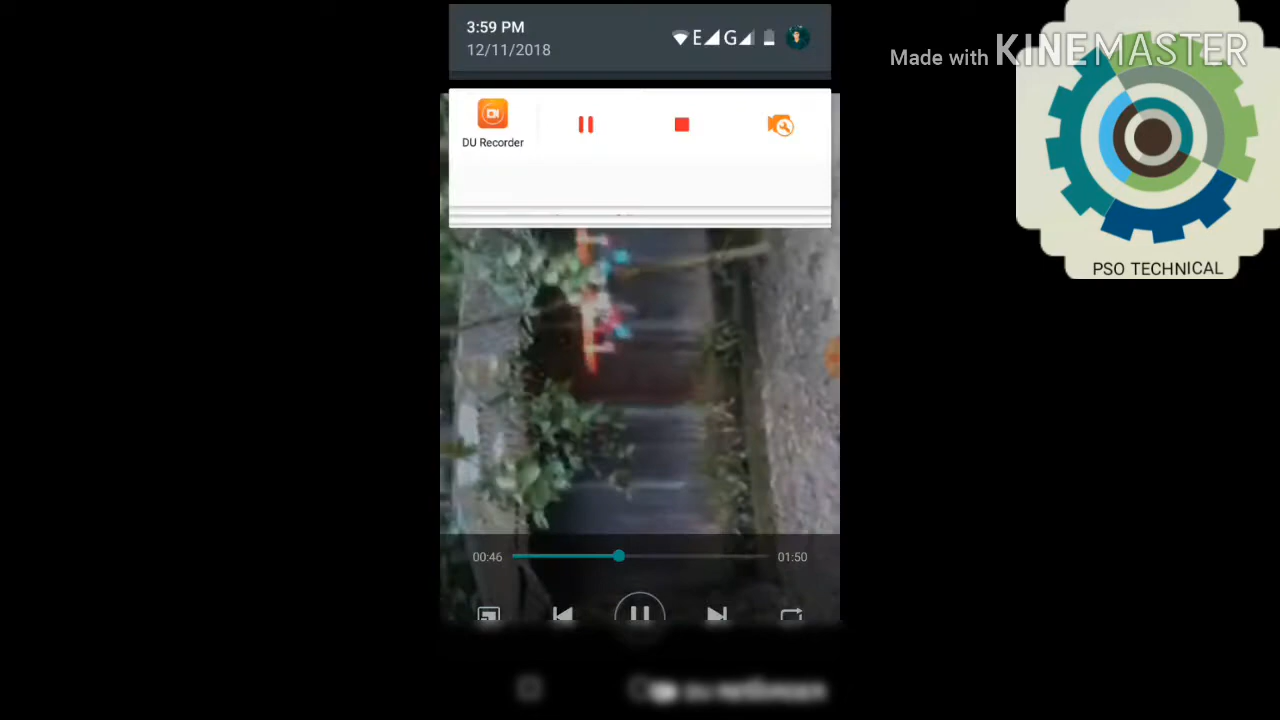 3:59 PM
12/11/2018
E G
Made with KINEMASTER
DU Recorder
PSO TECHNICAL
00:46
01:50